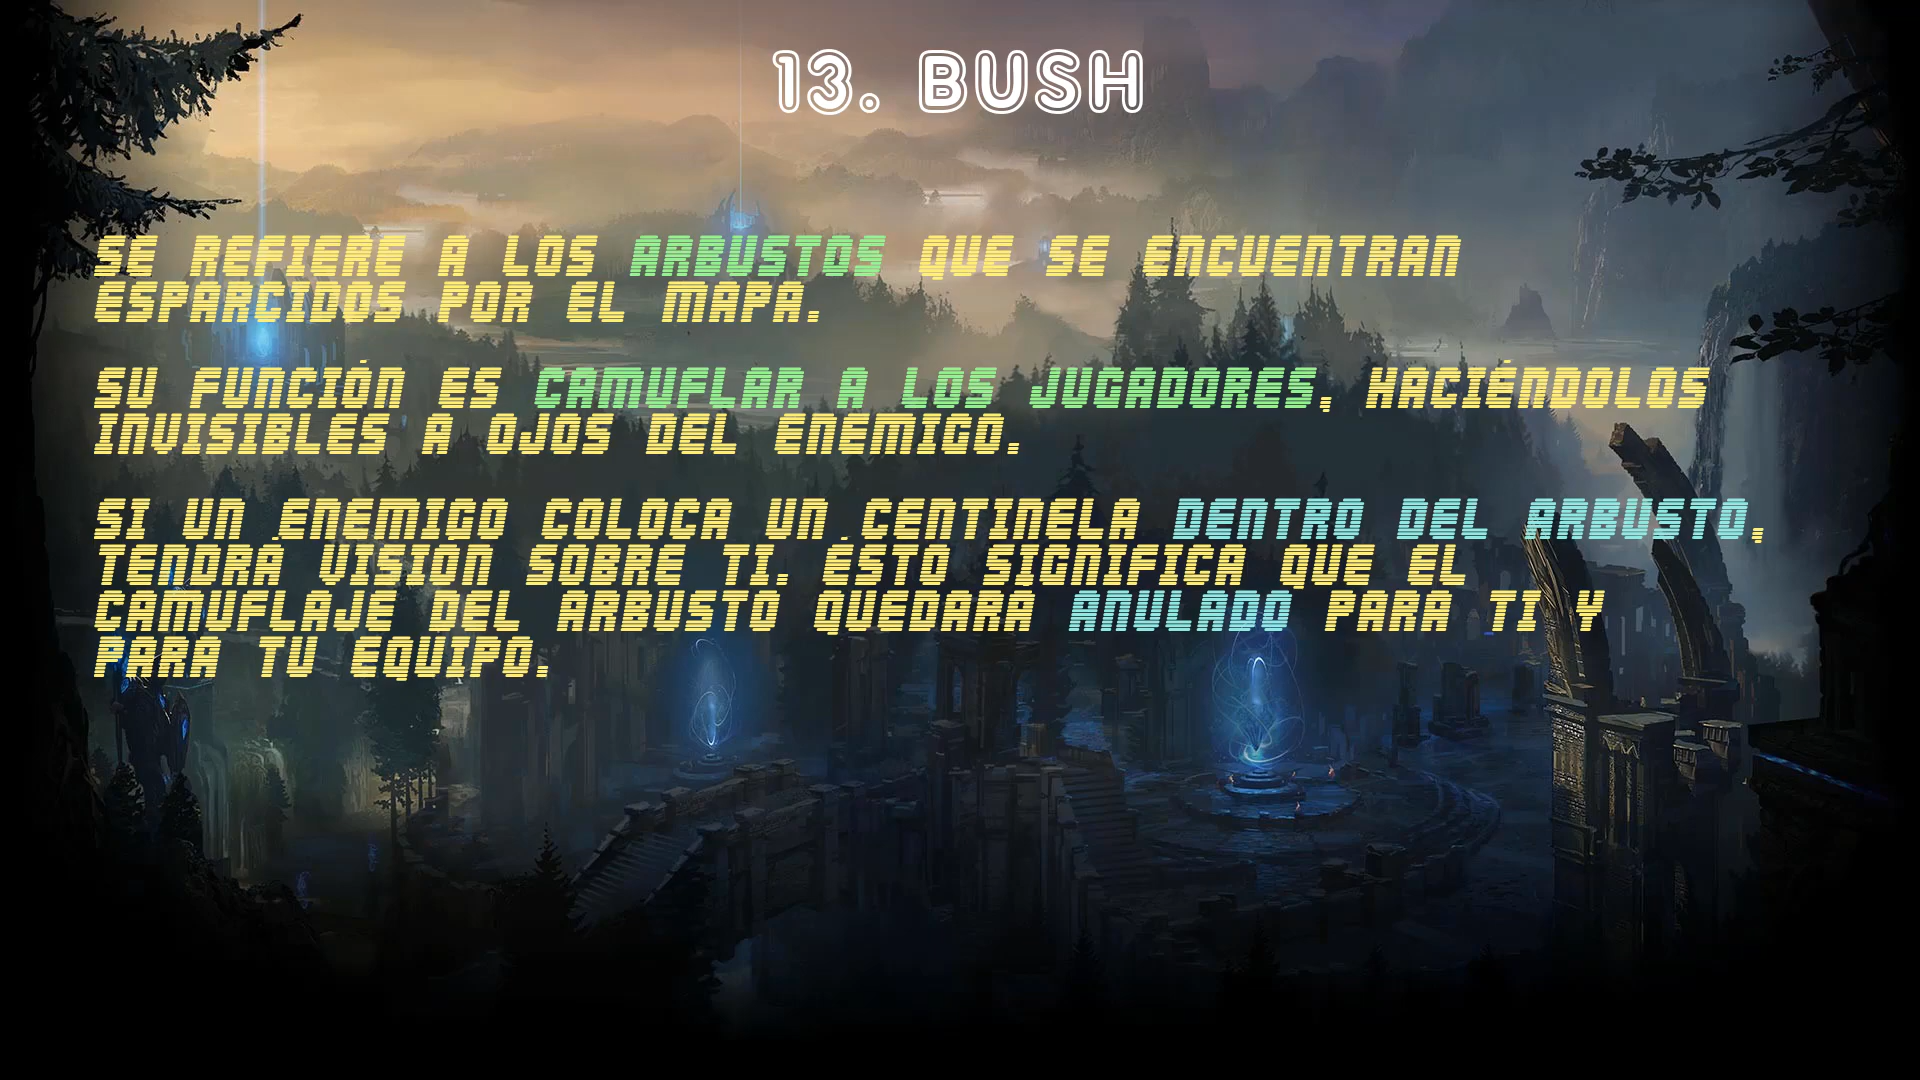 13. BUSH
SE REFIERE A LOS ARBUSTOS QUE SE ENCUENTRAN
ESPARCIDOS POR EL MAPA.
SU FUNCIÓN ES CAMUFLAR A LOS JUGADORES, HACIÉNDOLOS
INVISIBLES A OJOS DEL ENEMIGO.
SI UN ENEMIGO COLOCA UN CENTINELA DENTRO DEL ARBUSTO,
TENDRÁ VISIÓN SOBRE TI. ÉSTO SIGNIFICA QUE EL
CAMUFLAJE DEL ARBUSTO QUEDARÁ ANULADO PARA TI Y
PARA TU EQUIPO.